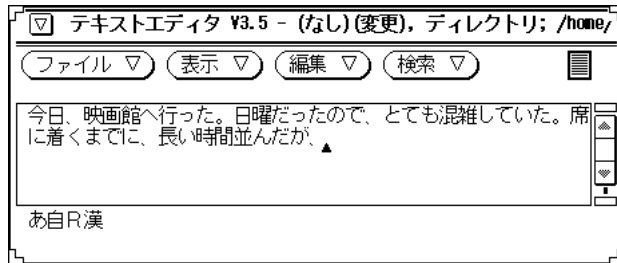 テキストエディタ V3.5 - (なし)(変更), ディレクトリ; /home/
ファイル ▽ 表示 ▽ 編集 ▽ 検索 ▽
今日、映画館へ行った。日曜だったので、とても混雑していた。席
に着くまでに、長い時間並んだが、
あ自R漢